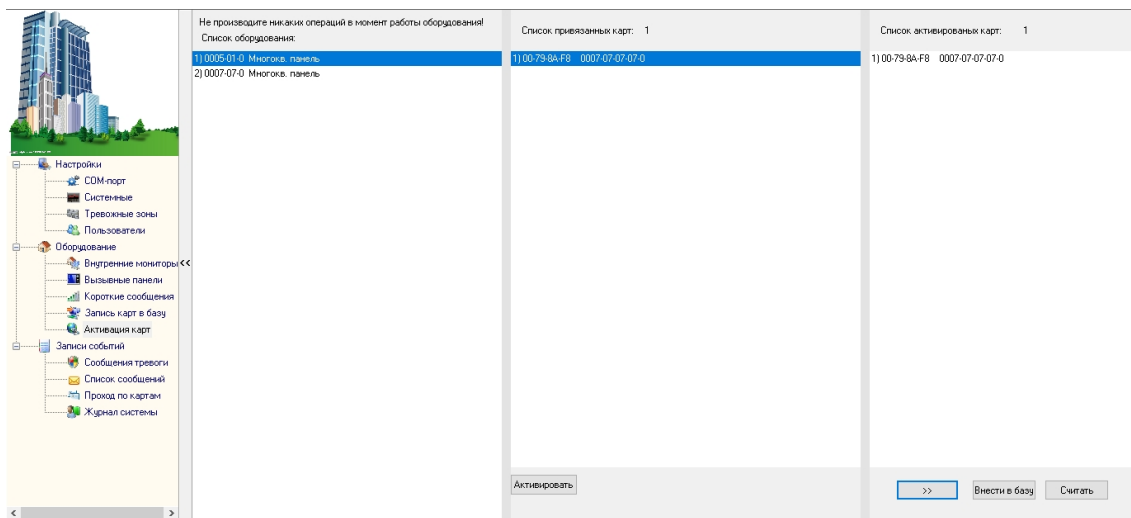 Не производите никаких операций в момент работы оборудования!
Список оборудования:
1) 0005-01-0 Многокв. панель
2) 0007-07-0 Многокв. панель
Список привязанных карт: 1
1) 00-79-8A-F8 0007-07-07-07-0
Активировать
Список активированых карт: 1
1) 00-79-8A-F8 0007-07-07-07-0
>>
Внести в базу
Считать
Настройки
COM-порт
Системные
Тревожные зоны
Пользователи
Оборудование
Внутренние мониторы
<<
Вызывные панели
Короткие сообщения
Запись карт в базу
Активация карт
Записи событий
Сообщения тревоги
Список сообщений
Проход по картам
Журнал системы